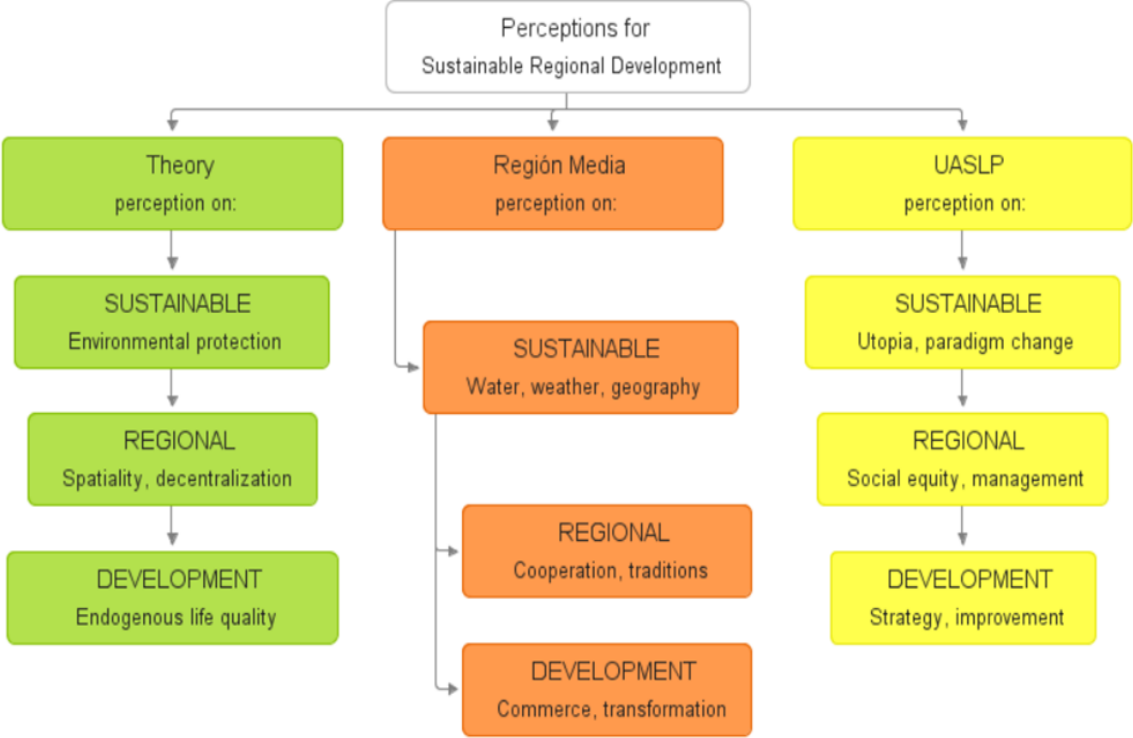 Perceptions for
Sustainable Regional Development
Theory
perception on:
SUSTAINABLE
Environmental protection
REGIONAL
Spatiality, decentralization
DEVELOPMENT
Endogenous life quality
Región Media
perception on:
SUSTAINABLE
Water, weather, geography
REGIONAL
Cooperation, traditions
DEVELOPMENT
Commerce, transformation
UASLP
perception on:
SUSTAINABLE
Utopia, paradigm change
REGIONAL
Social equity, management
DEVELOPMENT
Strategy, improvement